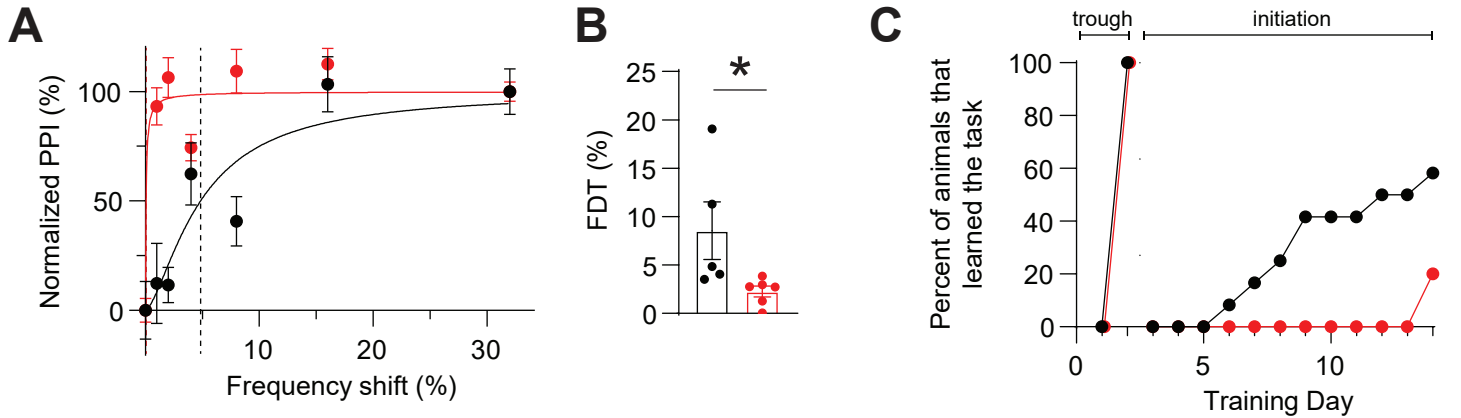 A
Normalized PPI (%)
100
50
0
10
20
30
Frequency shift (%)
B
*
FDT (%)
25
20
15
10
5
0
C
trough
initiation
Percent of animals that
learned the task
100
80
60
40
20
0
0
5
10
Training Day